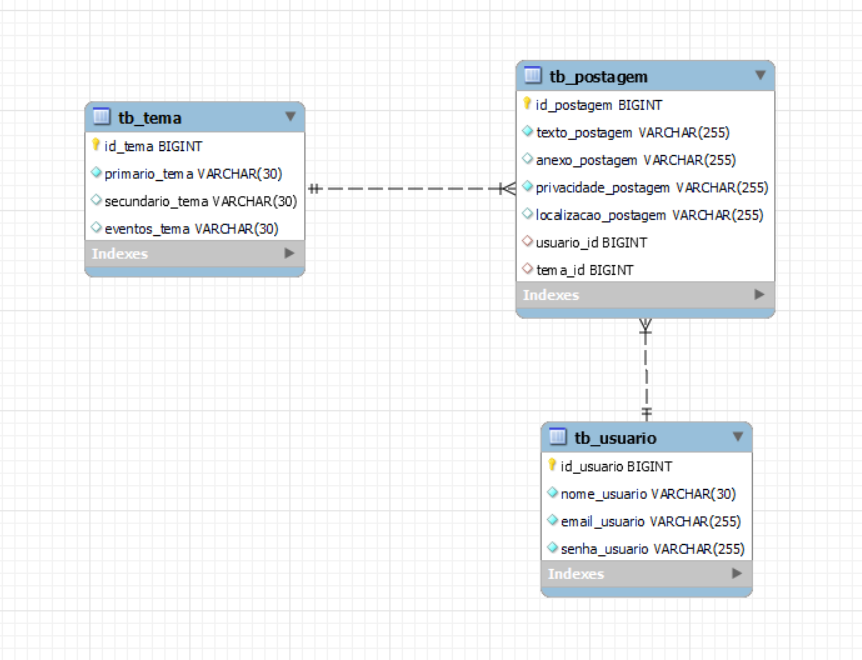 tb_tema
id_tema BIGINT
primario_tema VARCHAR(30)
secundario_tema VARCHAR(30)
eventos_tema VARCHAR(30)
Indexes
tb_postagem
id_postagem BIGINT
texto_postagem VARCHAR(255)
anexo_postagem VARCHAR(255)
privacidade_postagem VARCHAR(255)
localizacao_postagem VARCHAR(255)
usuario_id BIGINT
tema_id BIGINT
Indexes
tb_usuario
id_usuario BIGINT
nome_usuario VARCHAR(30)
email_usuario VARCHAR(255)
senha_usuario VARCHAR(255)
Indexes